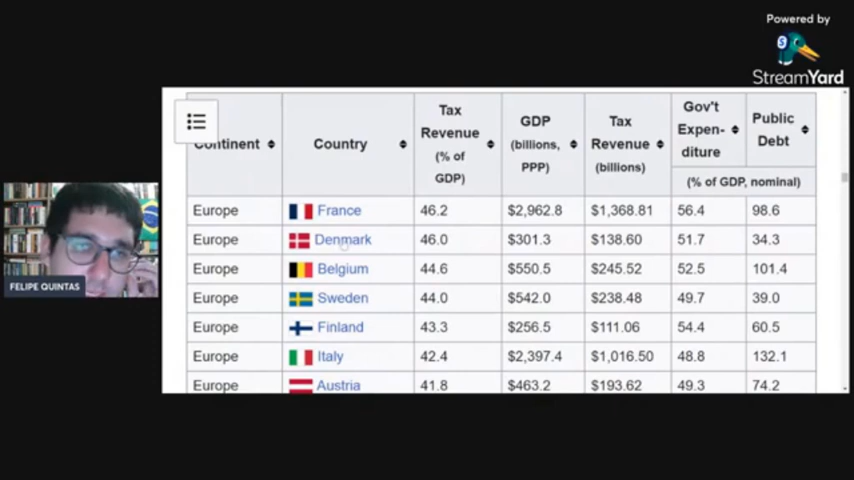 Powered by
StreamYard
Continent
Country
Tax
Revenue
(% of
GDP)
GDP
(billions,
PPP)
Tax
Revenue
(billions)
Gov't
Expen-
diture
Public
Debt
(% of GDP, nominal)
Europe France 46.2 $2,962.8 $1,368.81 56.4 98.6
Europe Denmark 46.0 $301.3 $138.60 51.7 34.3
Europe Belgium 44.6 $550.5 $245.52 52.5 101.4
Europe Sweden 44.0 $542.0 $238.48 49.7 39.0
Europe Finland 43.3 $256.5 $111.06 54.4 60.5
Europe Italy 42.4 $2,397.4 $1,016.50 48.8 132.1
Europe Austria 41.8 $463.2 $193.62 49.3 74.2
FELIPE QUINTAS